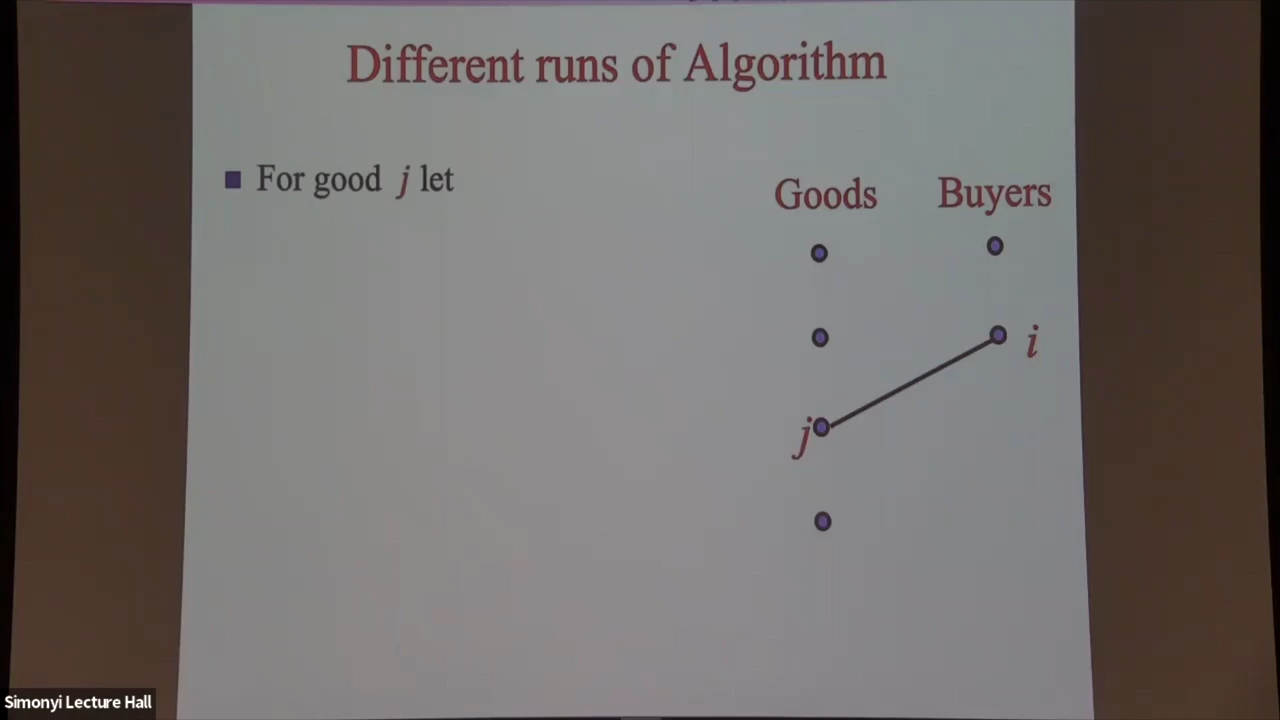 Different runs of Algorithm
For good j let
Goods Buyers
i
j
Simonyi Lecture Hall